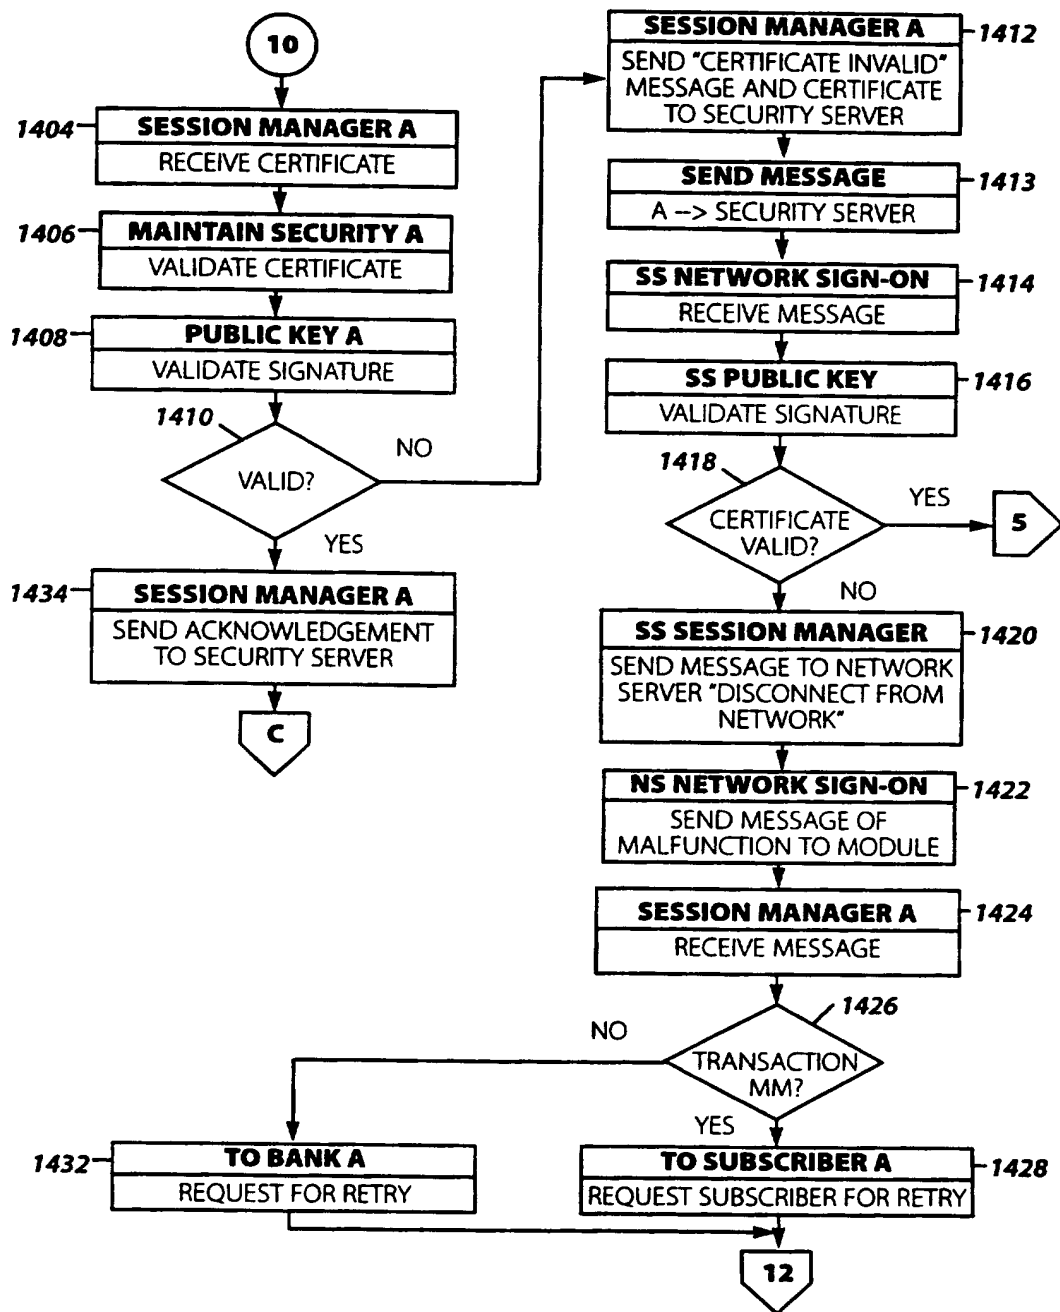 10
1404
SESSION MANAGER A
RECEIVE CERTIFICATE
1406
MAINTAIN SECURITY A
VALIDATE CERTIFICATE
1408
PUBLIC KEY A
VALIDATE SIGNATURE
1410
VALID?
NO
YES
1434
SESSION MANAGER A
SEND ACKNOWLEDGEMENT
TO SECURITY SERVER
C
SESSION MANAGER A
1412
SEND "CERTIFICATE INVALID"
MESSAGE AND CERTIFICATE
TO SECURITY SERVER
SEND MESSAGE
1413
A --> SECURITY SERVER
SS NETWORK SIGN-ON
1414
RECEIVE MESSAGE
SS PUBLIC KEY
1416
VALIDATE SIGNATURE
1418
CERTIFICATE
VALID?
YES
5
NO
SS SESSION MANAGER
1420
SEND MESSAGE TO NETWORK
SERVER "DISCONNECT FROM
NETWORK"
NS NETWORK SIGN-ON
1422
SEND MESSAGE OF
MALFUNCTION TO MODULE
SESSION MANAGER A
1424
RECEIVE MESSAGE
1426
TRANSACTION
MM?
NO
YES
1432
TO BANK A
REQUEST FOR RETRY
TO SUBSCRIBER A
1428
REQUEST SUBSCRIBER FOR RETRY
12